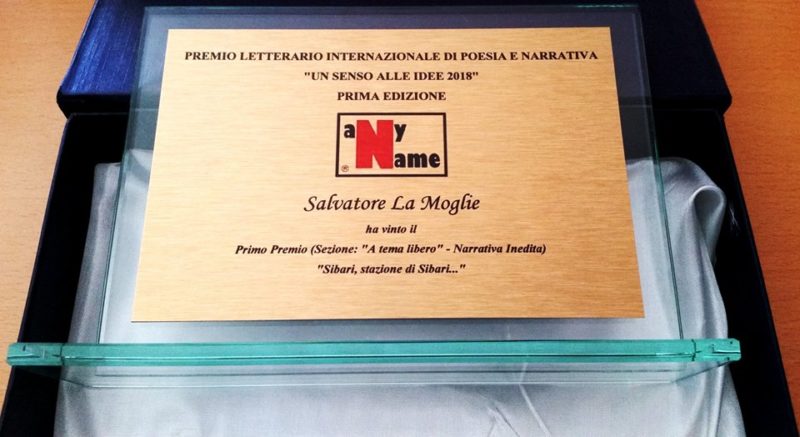 PREMIO LETTERARIO INTERNAZIONALE DI POESIA E NARRATIVA
"UN SENSO ALLE IDEE 2018"
PRIMA EDIZIONE
aNy
Name
®
Salvatore La Moglie
ha vinto il
Primo Premio (Sezione: "A tema libero" - Narrativa Inedita)
"Sibari, stazione di Sibari..."